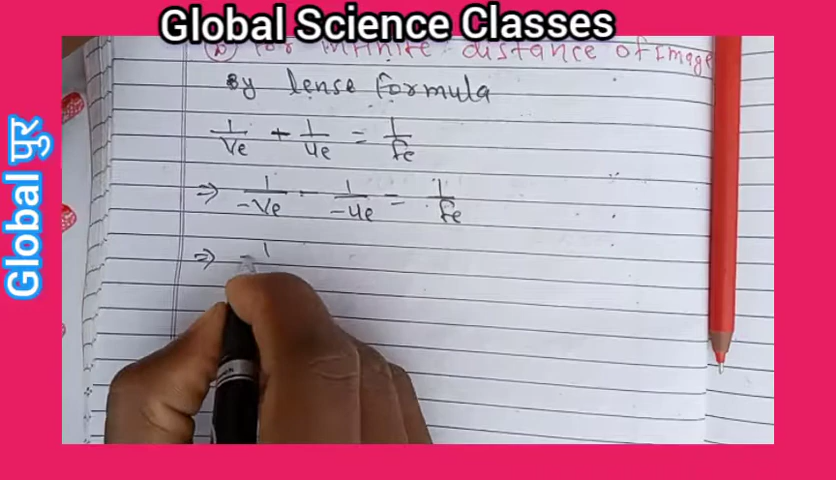 Global Science Classes
Global पुर
(b) For infinite distance of image
By lense formula
1/Ve + 1/ue = 1/fe
⇒ 1/-Ve - 1/-ue = 1/fe
⇒ -1